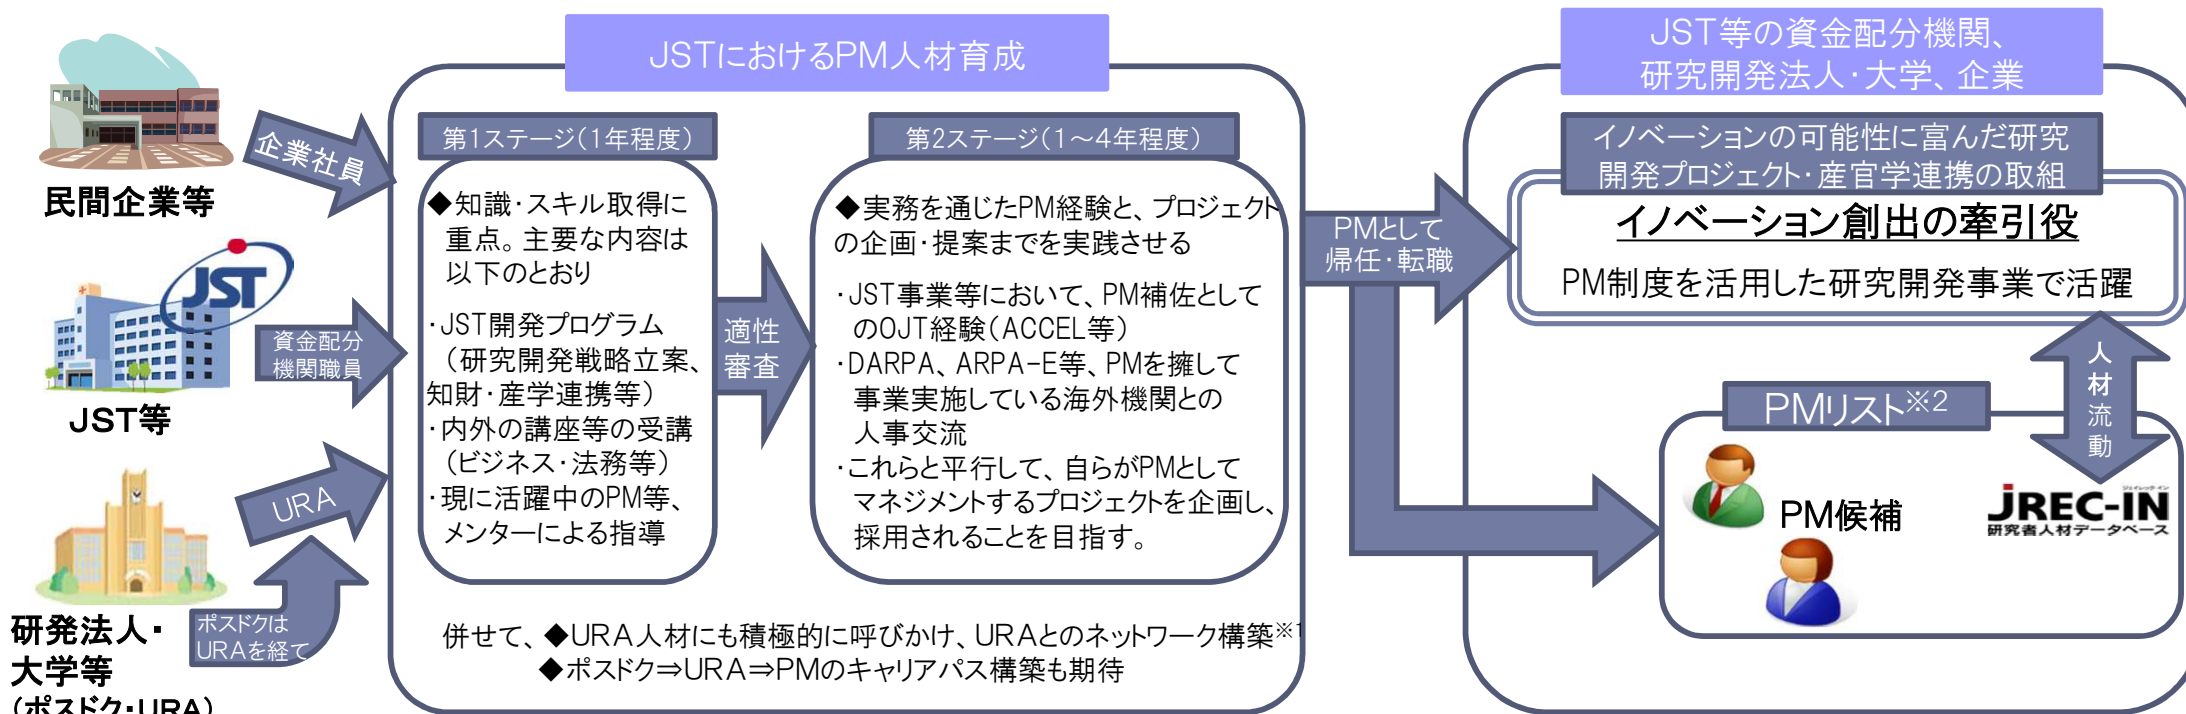 民間企業等
企業社員
JST
JST等
資金配分
機関職員
URA
ポスドクは
URAを経て
研発法人・
大学等
(ポスドク・URA)
JSTにおけるPM人材育成
第1ステージ(1年程度)
◆知識・スキル取得に
重点。主要な内容は
以下のとおり
・JST開発プログラム
(研究開発戦略立案、
知財・産学連携等)
・内外の講座等の受講
(ビジネス・法務等)
・現に活躍中のPM等、
メンターによる指導
適性
審査
第2ステージ(1～4年程度)
◆実務を通じたPM経験と、プロジェクト
の企画・提案までを実践させる
・JST事業等において、PM補佐として
のOJT経験(ACCEL等)
・DARPA、ARPA-E等、PMを擁して
事業実施している海外機関との
人事交流
・これらと平行して、自らがPMとして
マネジメントするプロジェクトを企画し、
採用されることを目指す。
併せて、◆URA人材にも積極的に呼びかけ、URAとのネットワーク構築※1
◆ポスドク⇒URA⇒PMのキャリアパス構築も期待
PMとして
帰任・転職
JST等の資金配分機関、
研究開発法人・大学、企業
イノベーションの可能性に富んだ研究
開発プロジェクト・産官学連携の取組
イノベーション創出の牽引役
PM制度を活用した研究開発事業で活躍
人材流動
PMリスト※2
PM候補
ジェイレック・イン
JREC-IN
研究者人材データベース